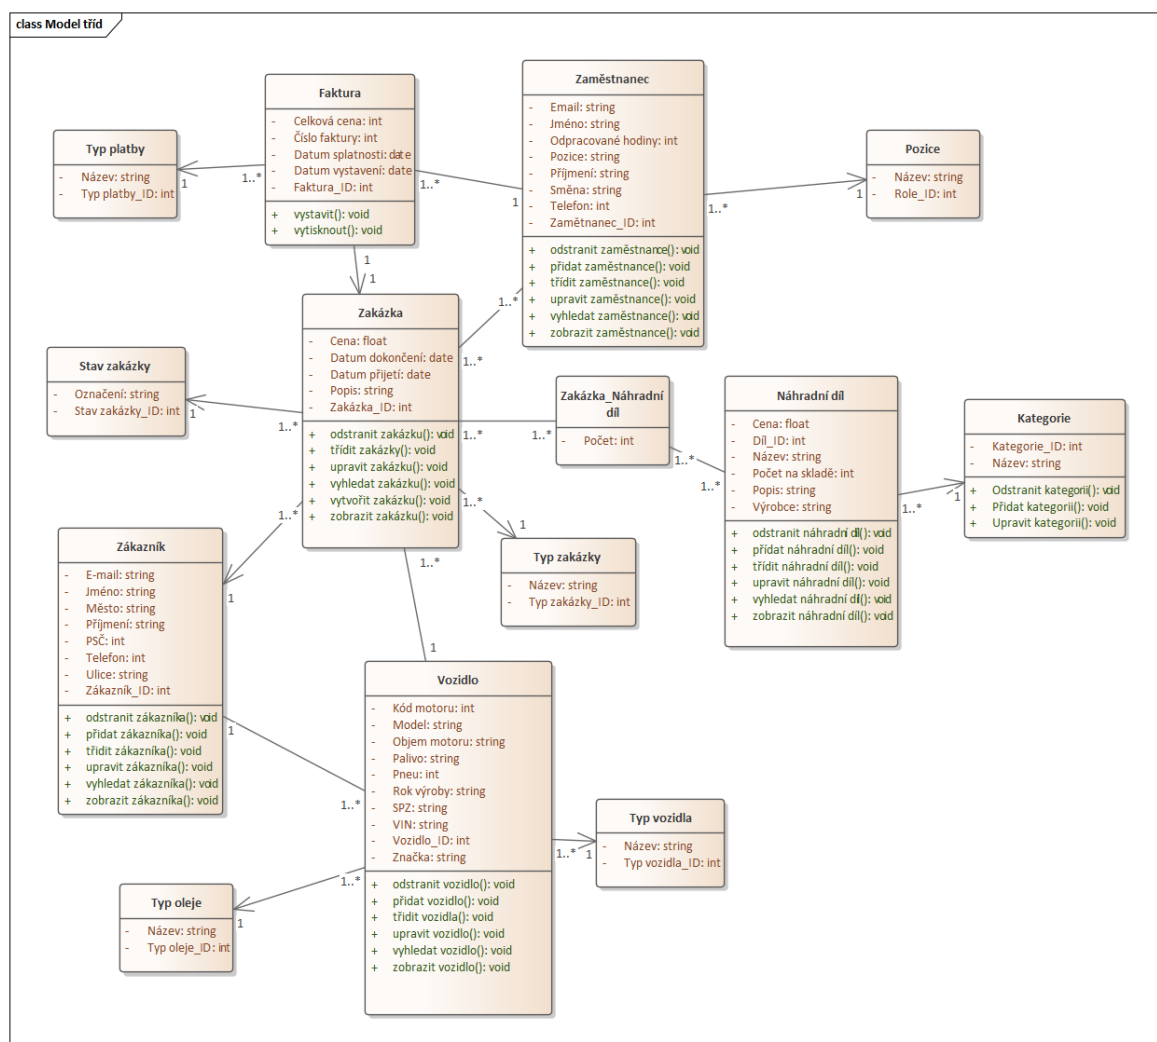 class Model tříd
Faktura
- Celková cena: int
- Číslo faktury: int
- Datum splatnosti: date
- Datum vystavení: date
- Faktura_ID: int
+ vystavit(): void
+ vytisknout(): void
Zaměstnanec
- Email: string
- Jméno: string
- Odpracované hodiny: int
- Pozice: string
- Příjmení: string
- Směna: string
- Telefon: int
- Zamětnanec_ID: int
+ odstranit zaměstnance(): void
+ přidat zaměstnance(): void
+ třídit zaměstnance(): void
+ upravit zaměstnance(): void
+ vyhledat zaměstnance(): void
+ zobrazit zaměstnance(): void
Typ platby
- Název: string
- Typ platby_ID: int
Pozice
- Název: string
- Role_ID: int
1
1..*
1..*
1
1..*
1
1
1
1..*
1..*
Zakázka
- Cena: float
- Datum dokončení: date
- Datum přijetí: date
- Popis: string
- Zakázka_ID: int
+ odstranit zakázku(): void
+ třídit zakázky(): void
+ upravit zakázku(): void
+ vyhledat zakázku(): void
+ vytvořit zakázku(): void
+ zobrazit zakázku(): void
Stav zakázky
- Označení: string
- Stav zakázky_ID: int
1
1..*
Zakázka_Náhradní
díl
- Počet: int
1..*
1..*
1..*
1..*
Náhradní díl
- Cena: float
- Díl_ID: int
- Název: string
- Počet na skladě: int
- Popis: string
- Výrobce: string
+ odstranit náhradní díl(): void
+ přídát náhradní díl(): void
+ třídit náhradní díl(): void
+ upravit náhradní díl(): void
+ vyhledat náhradní díl(): void
+ zobrazit náhradní díl(): void
Kategorie
- Kategorie_ID: int
- Název: string
+ Odstranit kategorii(): void
+ Přidat kategorii(): void
+ Upravit kategorii(): void
1..*
1
1..*
1
1..*
1
Typ zakázky
- Název: string
- Typ zakázky_ID: int
Zákazník
- E-mail: string
- Jméno: string
- Město: string
- Příjmení: string
- PSČ: int
- Telefon: int
- Ulice: string
- Zákazník_ID: int
+ odstranit zákazníka(): void
+ přidat zákazníka(): void
+ třidit zákazníka(): void
+ upravit zákazníka(): void
+ vyhledat zákazníka(): void
+ zobrazit zákazníka(): void
1..*
1
1
1..*
Vozidlo
- Kód motoru: int
- Model: string
- Objem motoru: string
- Palivo: string
- Pneu: int
- Rok výroby: string
- SPZ: string
- VIN: string
- Vozidlo_ID: int
- Značka: string
+ odstranit vozidlo(): void
+ přidat vozidlo(): void
+ třidit vozidla(): void
+ upravit vozidlo(): void
+ vyhledat vozidlo(): void
+ zobrazit vozidlo(): void
1..*
1
Typ vozidla
- Název: string
- Typ vozidla_ID: int
1..*
1
Typ oleje
- Název: string
- Typ oleje_ID: int